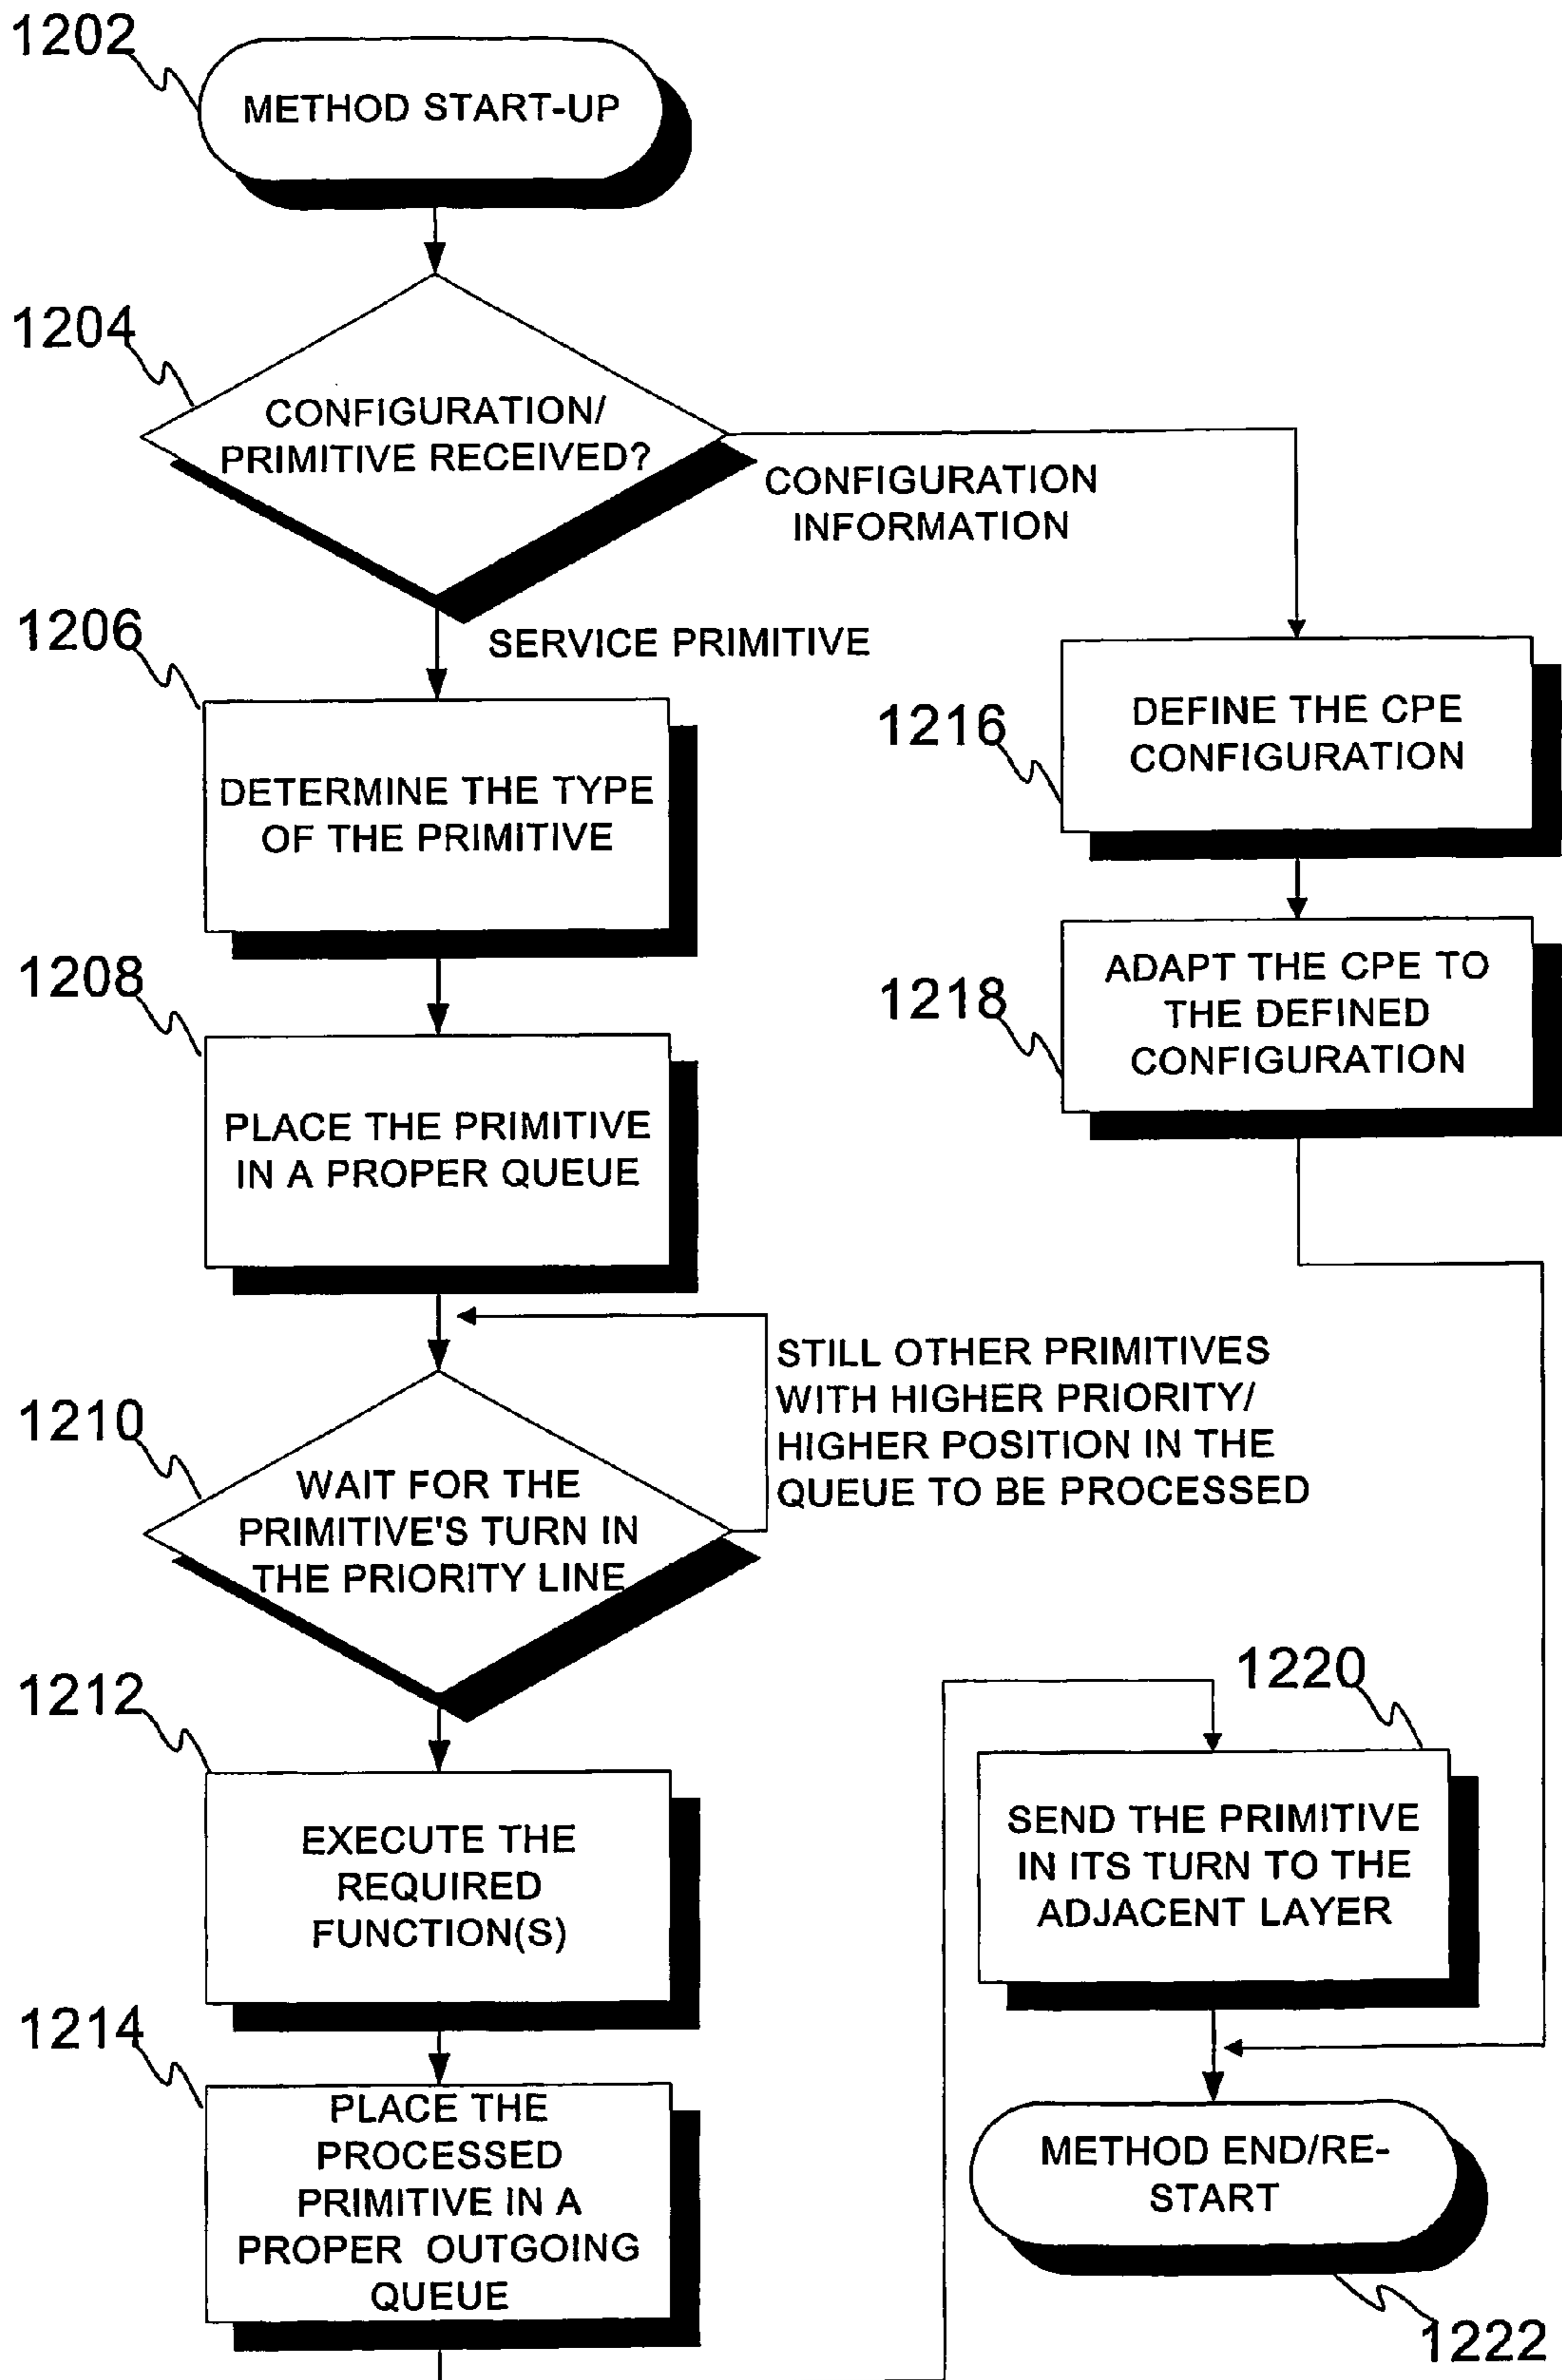 1202
METHOD START-UP
1204
CONFIGURATION/
PRIMITIVE RECEIVED?
CONFIGURATION
INFORMATION
SERVICE PRIMITIVE
1206
DETERMINE THE TYPE
OF THE PRIMITIVE
1216
DEFINE THE CPE
CONFIGURATION
1208
PLACE THE PRIMITIVE
IN A PROPER QUEUE
1218
ADAPT THE CPE TO
THE DEFINED
CONFIGURATION
STILL OTHER PRIMITIVES
WITH HIGHER PRIORITY/
HIGHER POSITION IN THE
QUEUE TO BE PROCESSED
1210
WAIT FOR THE
PRIMITIVE'S TURN IN
THE PRIORITY LINE
1212
EXECUTE THE
REQUIRED
FUNCTION(S)
1214
PLACE THE
PROCESSED
PRIMITIVE IN A
PROPER OUTGOING
QUEUE
1220
SEND THE PRIMITIVE
IN ITS TURN TO THE
ADJACENT LAYER
METHOD END/RE-
START
1222